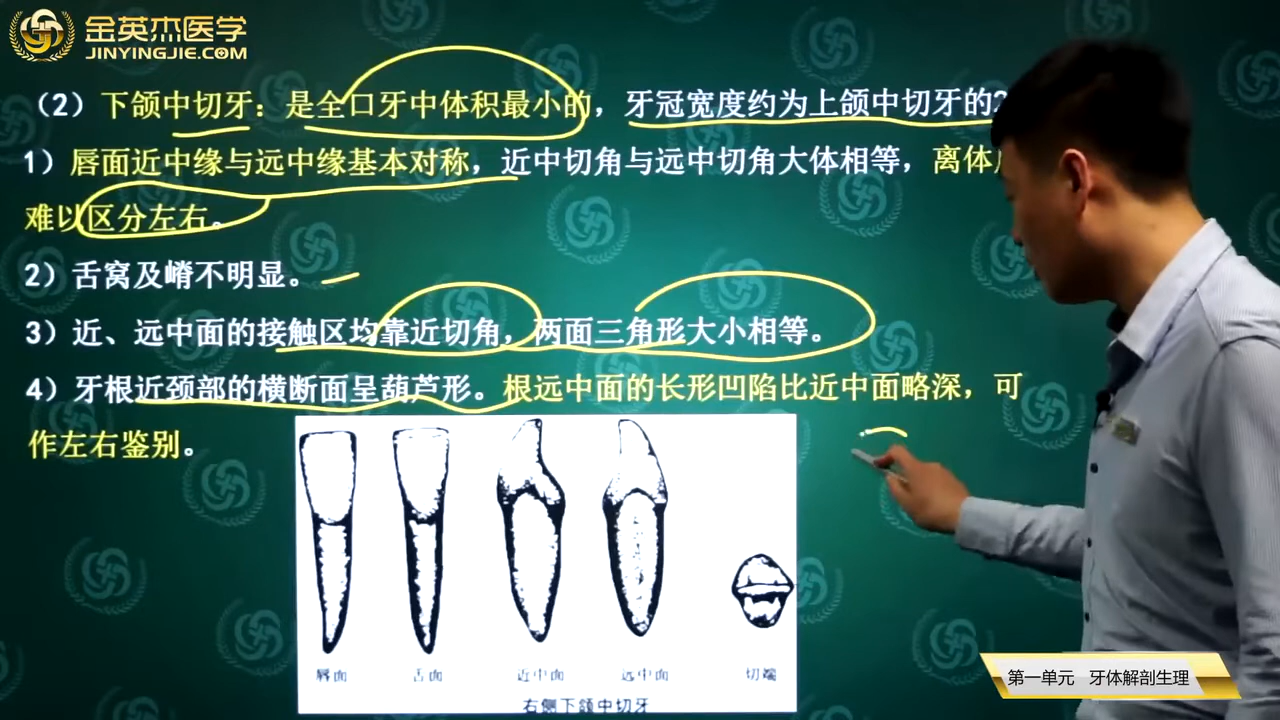 金英杰医学
JINYINGJIE.COM
(2)下颌中切牙：是全口牙中体积最小的，牙冠宽度约为上颌中切牙的
1）唇面近中缘与远中缘基本对称，近中切角与远中切角大体相等，离体
难以区分左右。
2）舌窝及嵴不明显。
3）近、远中面的接触区均靠近切角，两面三角形大小相等。
4）牙根近颈部的横断面呈葫芦形。根远中面的长形凹陷比近中面略深，可
作左右鉴别。
唇面 舌面 近中面 远中面 切端
右侧下颌中切牙
第一单元 牙体解剖生理